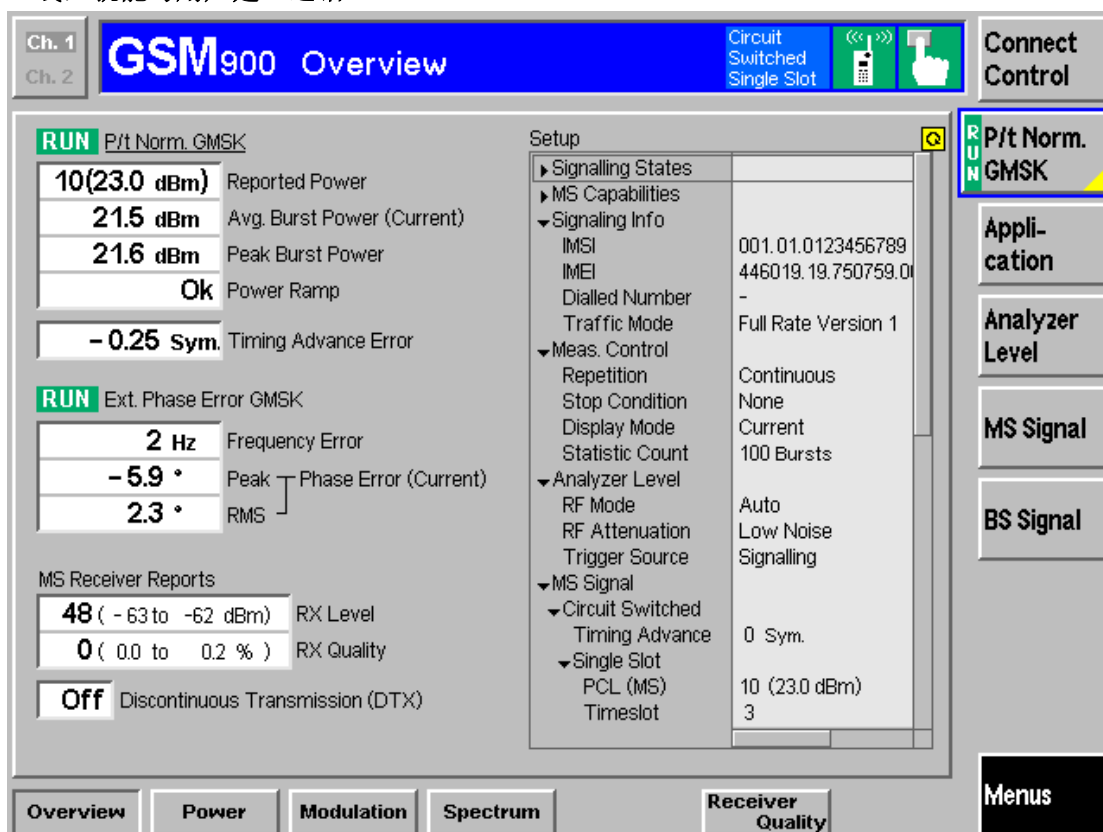 Ch. 1
Ch. 2
GSM900 Overview
Circuit
Switched
Single Slot
Connect
Control
RUN P/t Norm. GMSK
10(23.0 dBm) Reported Power
21.5 dBm Avg. Burst Power (Current)
21.6 dBm Peak Burst Power
Ok Power Ramp
– 0.25 Sym. Timing Advance Error
RUN Ext. Phase Error GMSK
2 Hz Frequency Error
– 5.9 ° Peak Phase Error (Current)
2.3 ° RMS
MS Receiver Reports
48 ( - 63 to -62 dBm) RX Level
0 ( 0.0 to 0.2 % ) RX Quality
Off Discontinuous Transmission (DTX)
Setup
Signalling States
MS Capabilities
Signaling Info
IMSI 001.01.0123456789
IMEI 446019.19.750759.0
Dialled Number -
Traffic Mode Full Rate Version 1
Meas. Control
Repetition Continuous
Stop Condition None
Display Mode Current
Statistic Count 100 Bursts
Analyzer Level
RF Mode Auto
RF Attenuation Low Noise
Trigger Source Signalling
MS Signal
Circuit Switched
Timing Advance 0 Sym.
Single Slot
PCL (MS) 10 (23.0 dBm)
Timeslot 3
RUN P/t Norm.
GMSK
Appli-
cation
Analyzer
Level
MS Signal
BS Signal
Menus
Overview Power Modulation Spectrum Receiver
Quality